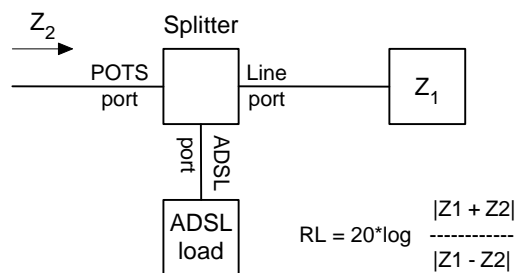 Splitter
Z2
POTS
port
Line
port
Z1
ADSL
port
ADSL
load
RL = 20*log
|Z1 + Z2|
-------------
|Z1 - Z2|